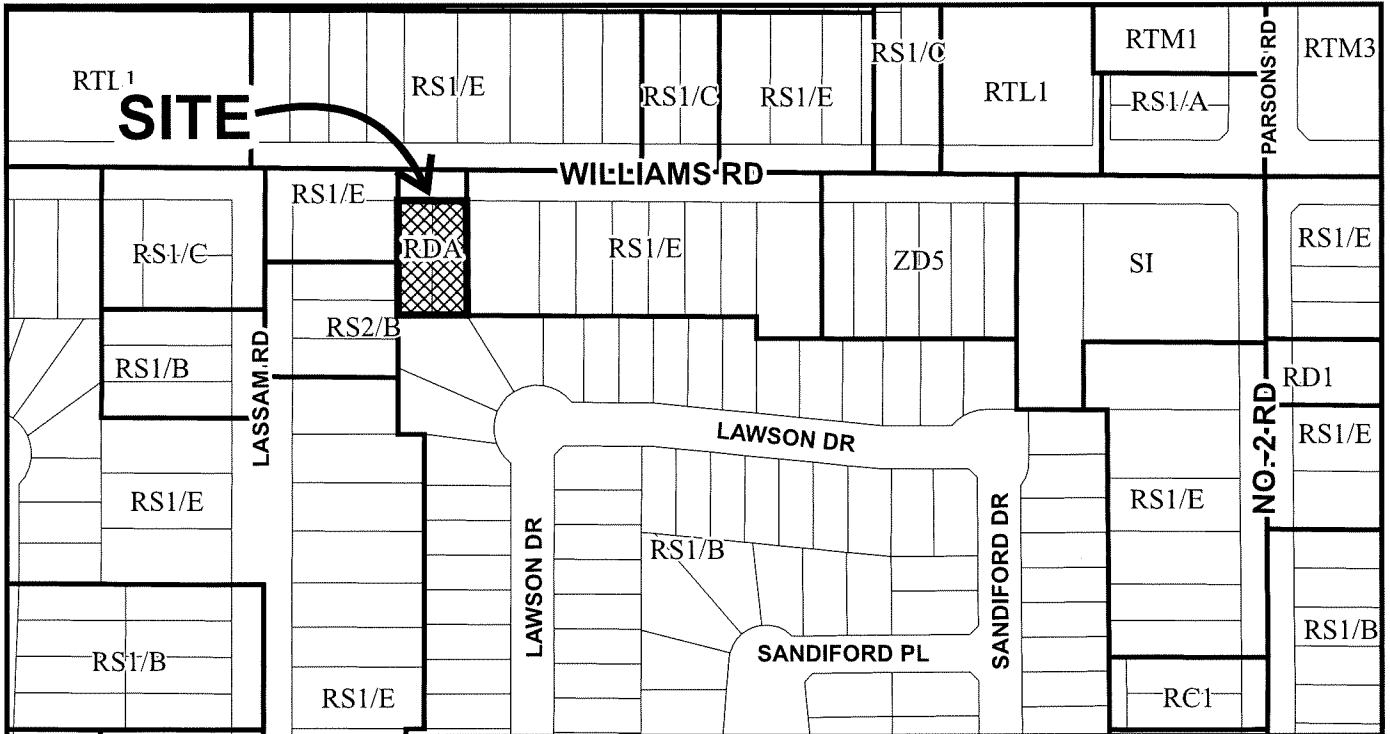 RTL1
RS1/E
RS1/C
RS1/E
RS1/C
RTL1
RTM1
RS1/A
PARSONS RD
RTM3
SITE
WILLIAMS RD
RS1/E
RS1/C
RDA
RS1/E
ZD5
SI
RS1/E
RS2/B
RS1/B
LASSAM RD
RD1
LAWSON DR
NO. 2 RD
RS1/E
RS1/E
RS1/E
LAWSON DR
RS1/B
SANDIFORD DR
SANDIFORD PL
RS1/B
RS1/B
RS1/E
RC1